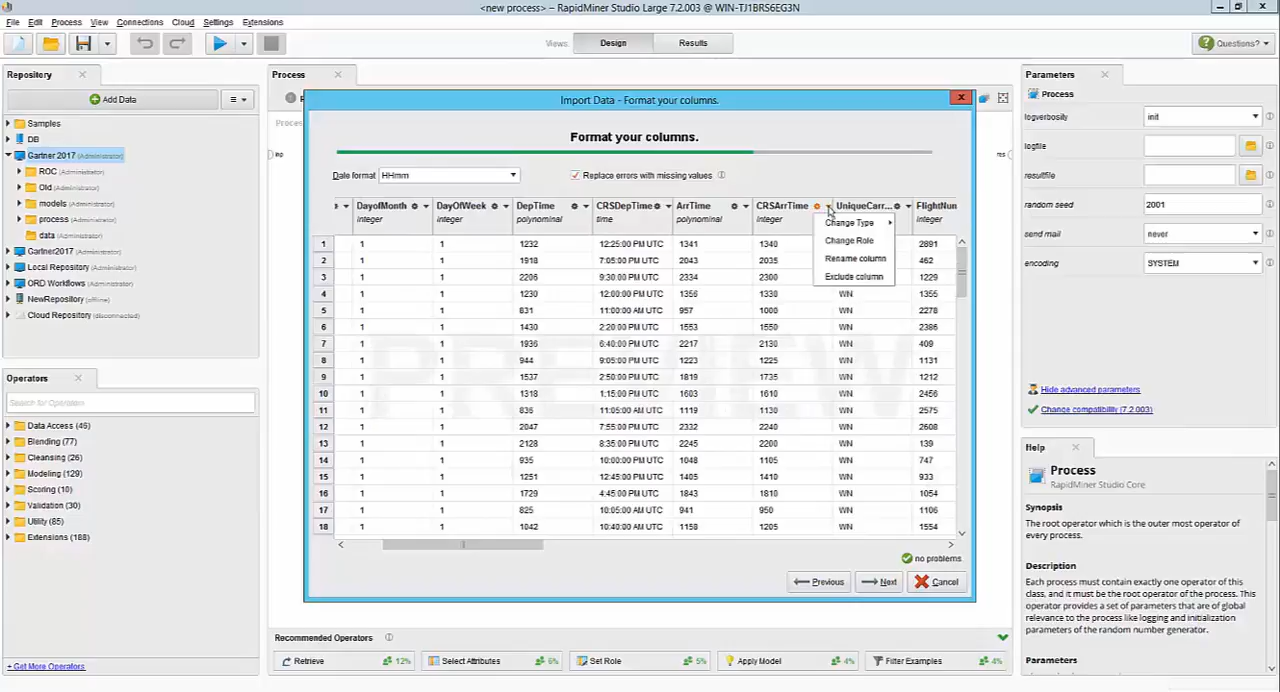 <new process> – RapidMiner Studio Large 7.2.003 @ WIN-TJ1BRS6EG3N
File Edit Process View Connections Cloud Settings Extensions
Views: Design Results Questions?
Repository
Add Data
Samples
DB
Gartner 2017 (Administrator)
ROC (Administrator)
Old (Administrator)
models (Administrator)
process (Administrator)
data (Administrator)
Gartner2017 (Administrator)
Local Repository (Administrator)
ORD Workflows (Administrator)
NewRepository (offline)
Cloud Repository (disconnected)
Operators
Search for Operators
Data Access (46)
Blending (77)
Cleansing (26)
Modeling (129)
Scoring (10)
Validation (30)
Utility (85)
Extensions (188)
+ Get More Operators
Process
Process
inp
res
Import Data - Format your columns.
Format your columns.
Date format HHmm Replace errors with missing values
DayofMonth DayOfWeek DepTime CRSDepTime ArrTime CRSArrTime UniqueCarr... FlightNun
integer integer polynominal time polynominal integer integer
Change Type
Change Role
Rename column
Exclude column
1 1 1 1232 12:25:00 PM UTC 1341 1340 2891
2 1 1 1918 7:05:00 PM UTC 2043 2035 462
3 1 1 2206 9:30:00 PM UTC 2334 2300 1229
4 1 1 1230 12:00:00 PM UTC 1356 1330 WN 1355
5 1 1 831 11:00:00 AM UTC 957 1000 WN 2278
6 1 1 1430 2:20:00 PM UTC 1553 1550 WN 2386
7 1 1 1936 6:40:00 PM UTC 2217 2130 WN 409
8 1 1 944 9:05:00 PM UTC 1223 1225 WN 1131
9 1 1 1537 2:50:00 PM UTC 1819 1735 WN 1212
10 1 1 1318 1:15:00 PM UTC 1603 1610 WN 2456
11 1 1 836 11:05:00 AM UTC 1119 1130 WN 2575
12 1 1 2047 7:55:00 PM UTC 2332 2240 WN 2608
13 1 1 2128 8:35:00 PM UTC 2245 2200 WN 139
14 1 1 935 10:00:00 PM UTC 1048 1105 WN 747
15 1 1 1251 12:45:00 PM UTC 1405 1410 WN 933
16 1 1 1729 4:45:00 PM UTC 1843 1810 WN 1054
17 1 1 825 10:05:00 AM UTC 941 950 WN 1106
18 1 1 1042 10:40:00 AM UTC 1158 1205 WN 1554
PREVIEW
no problems.
Previous Next Cancel
Recommended Operators
Retrieve 12% Select Attributes 6% Set Role 5% Apply Model 4% Filter Examples 4%
Parameters
Process
logverbosity init
logfile
resultfile
random seed 2001
send mail never
encoding SYSTEM
Hide advanced parameters
Change compatibility (7.2.003)
Help
Process
RapidMiner Studio Core
Synopsis
The root operator which is the outer most operator of
every process.
Description
Each process must contain exactly one operator of this
class, and it must be the root operator of the process. This
operator provides a set of parameters that are of global
relevance to the process like logging and initialization
parameters of the random number generator.
Parameters